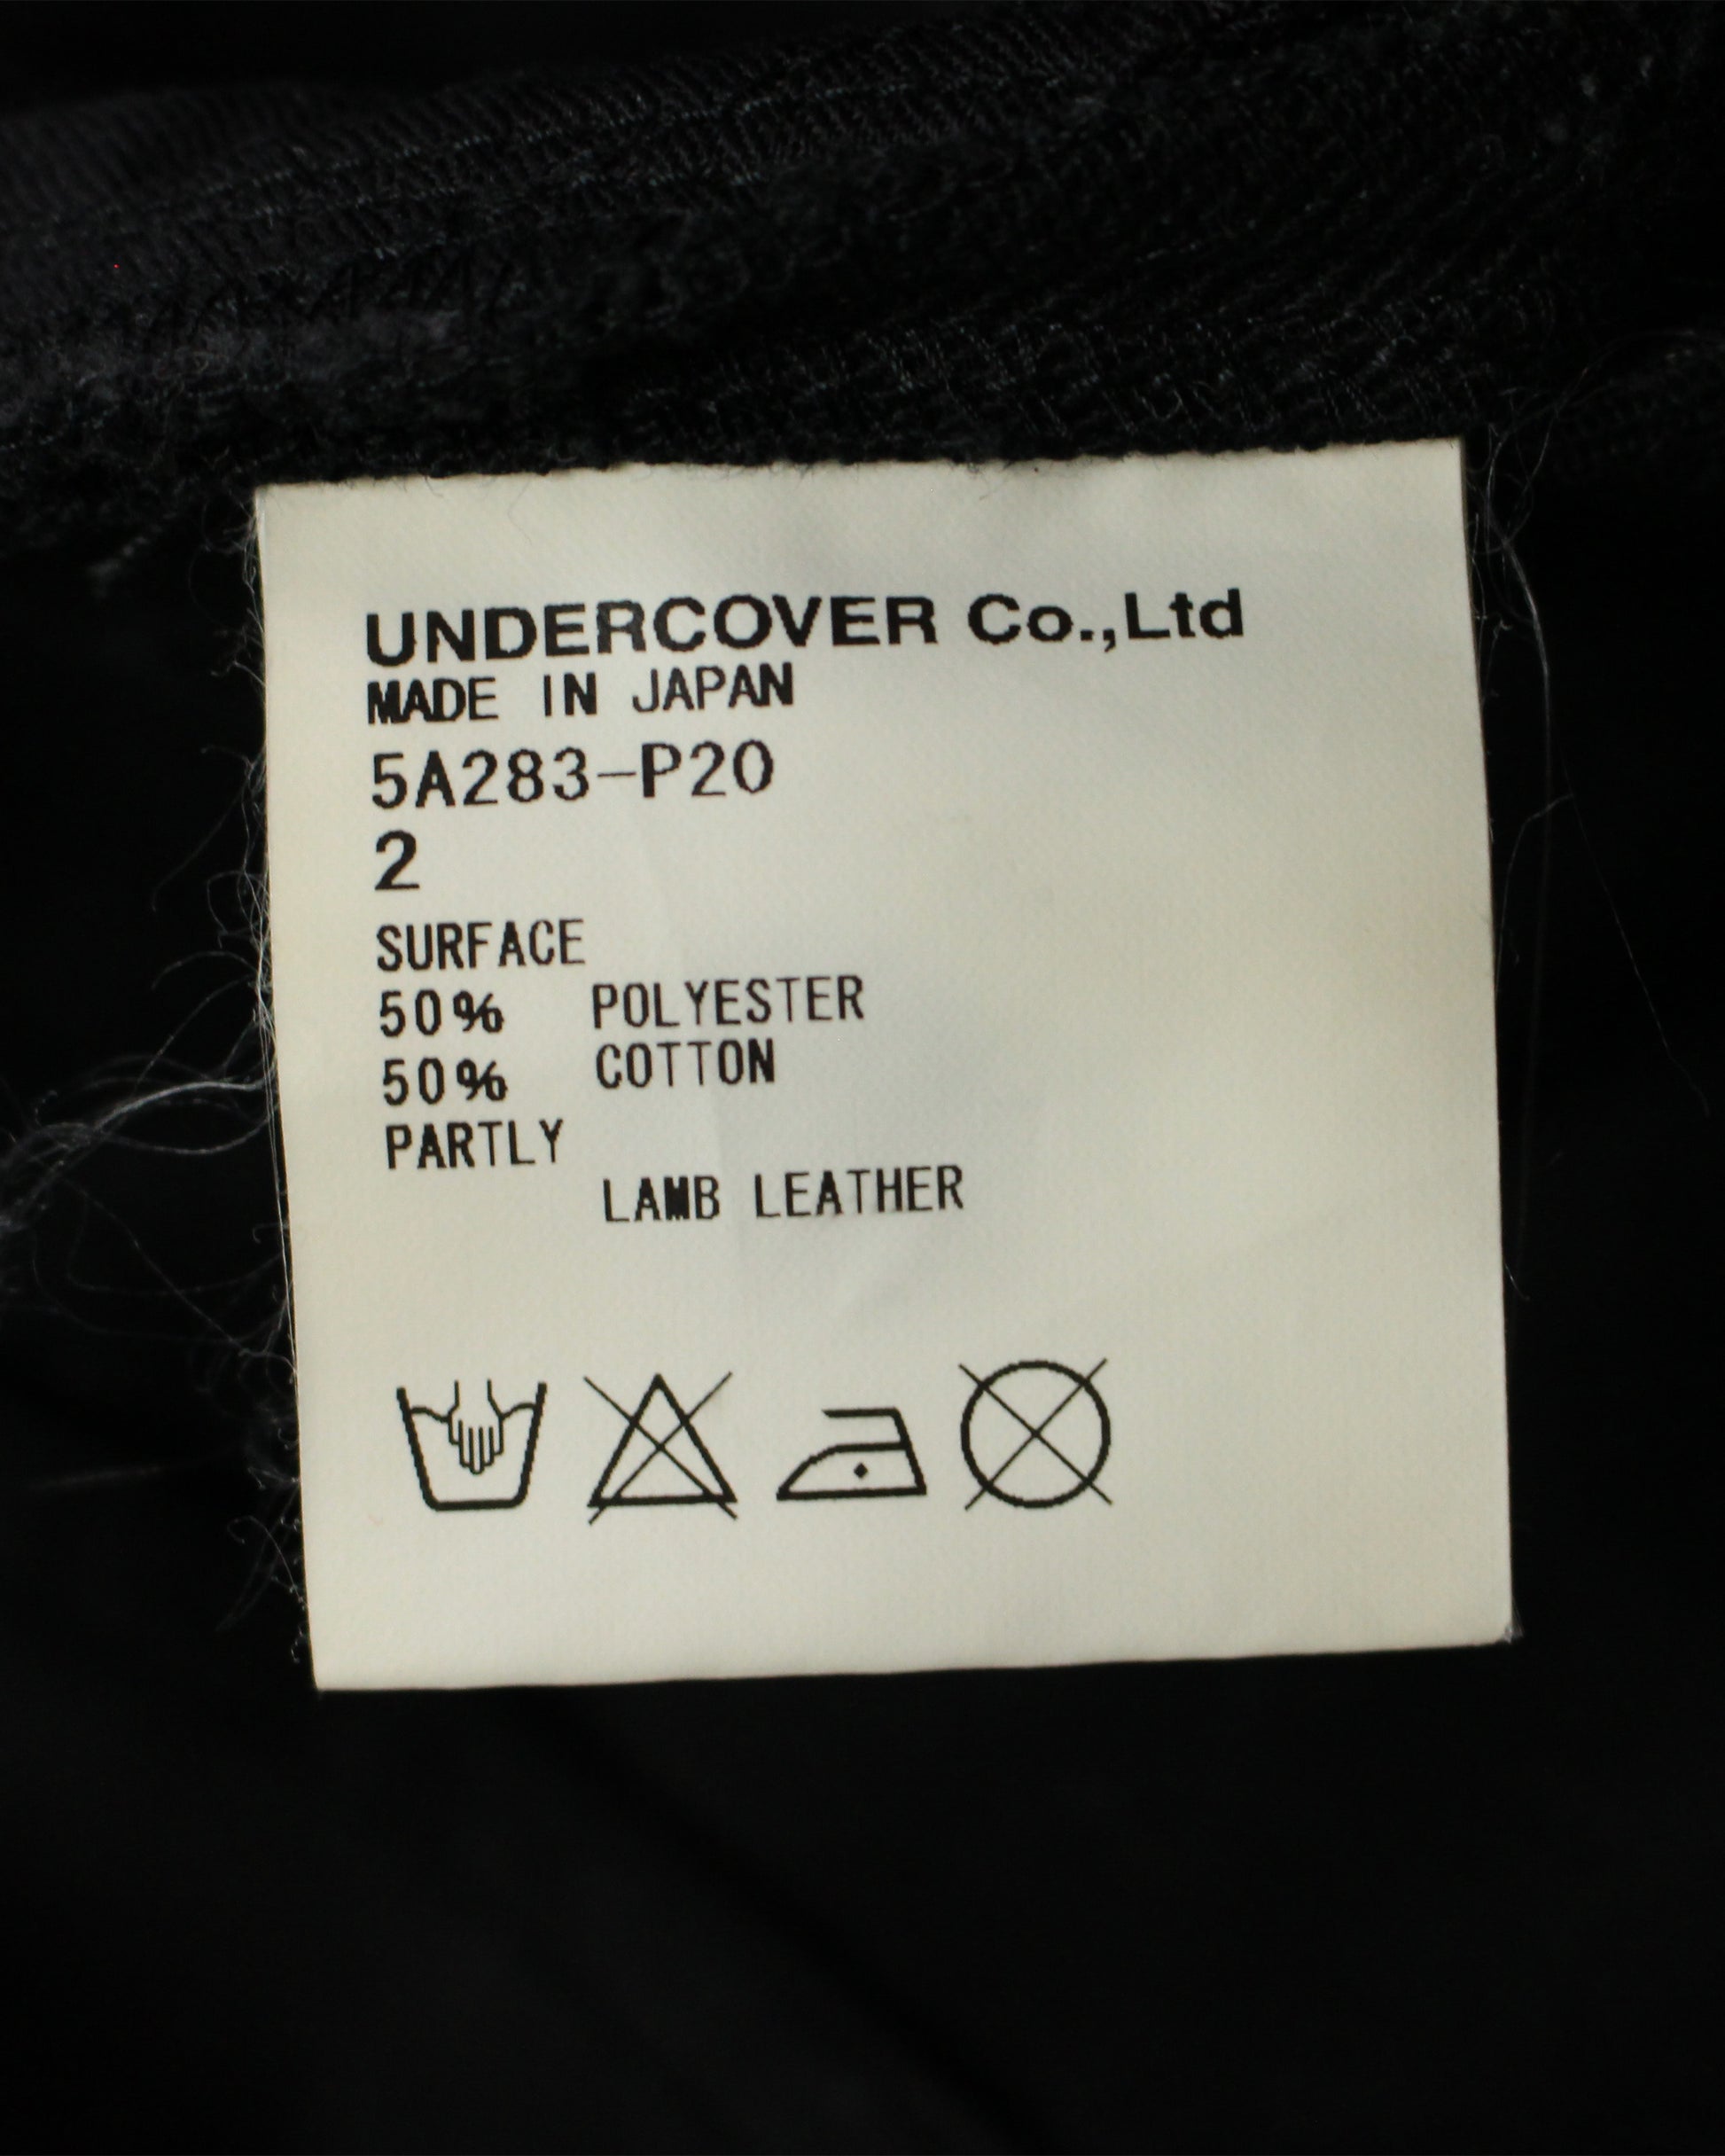 UNDERCOVER Co.,Ltd
MADE IN JAPAN
5A283-P20
2
SURFACE
50% POLYESTER
50% COTTON
PARTLY
LAMB LEATHER